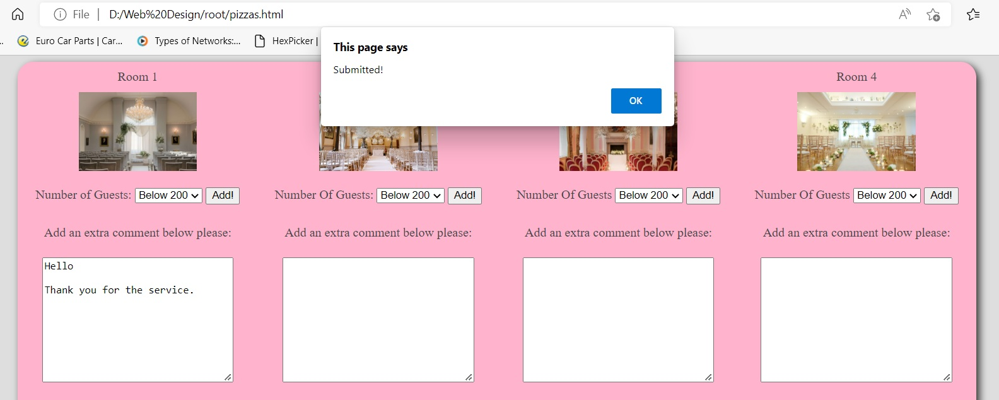 File | D:/Web%20Design/root/pizzas.html
.. Euro Car Parts | Car... Types of Networks:... HexPicker |
This page says
Submitted!
OK
Room 1
Room 4
Number of Guests: Below 200 Add!
Number Of Guests: Below 200 Add!
Number Of Guests Below 200 Add!
Number Of Guests Below 200 Add!
Add an extra comment below please:
Add an extra comment below please:
Add an extra comment below please:
Add an extra comment below please:
Hello
Thank you for the service.